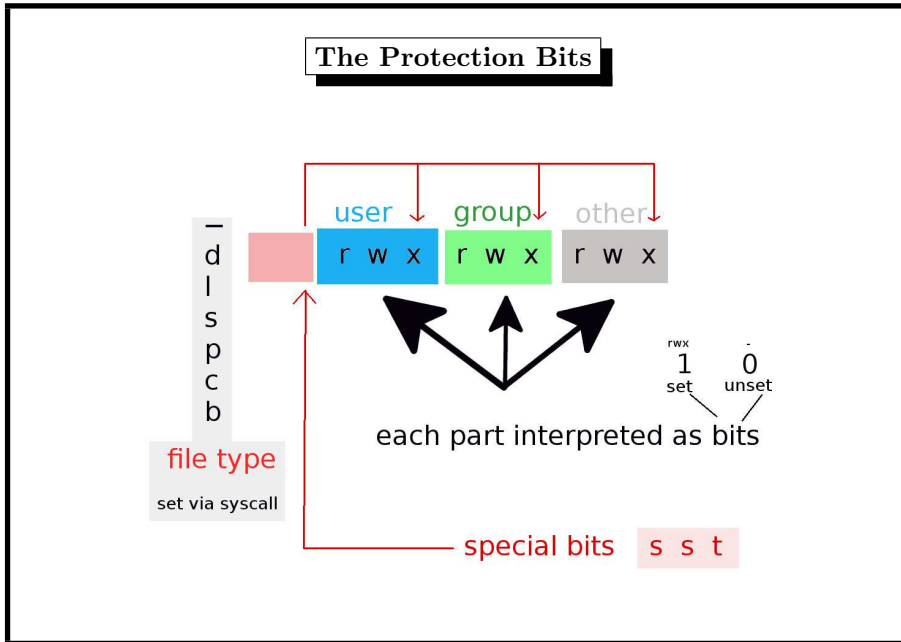 The Protection Bits
user group other
–
d
l
s
p
c
b
r w x r w x r w x
rwx -
1 0
set unset
each part interpreted as bits
file type
set via syscall
special bits s s t